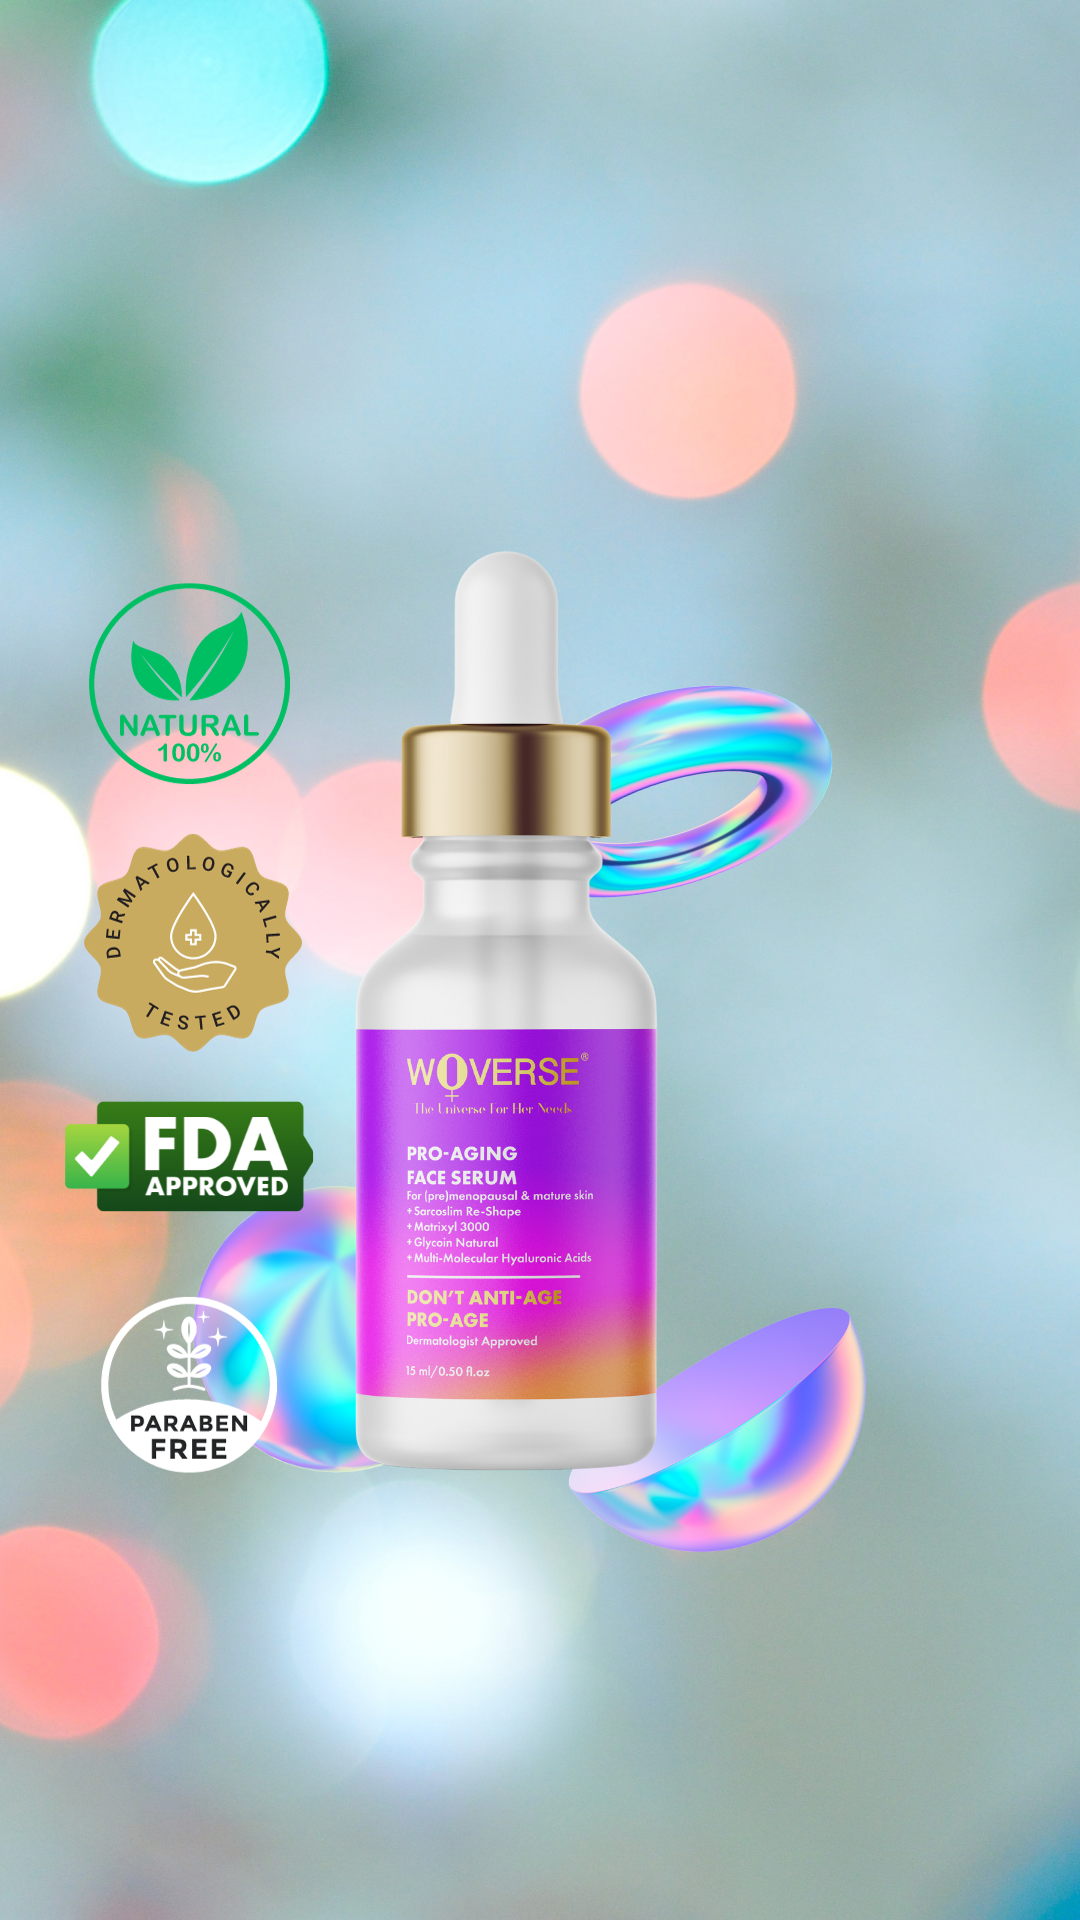 NATURAL
100%
DERMATOLOGICALLY
TESTED
FDA
APPROVED
PARABEN
FREE
WOVERSE®
The Universe For Her Needs
PRO-AGING
FACE SERUM
For (pre)menopausal & mature skin
+Sarcoslim Re-Shape
+Matrixyl 3000
+Glycoin Natural
+Multi-Molecular Hyaluronic Acids
DON'T ANTI-AGE
PRO-AGE
Dermatologist Approved
15 ml/0.50 fl.oz